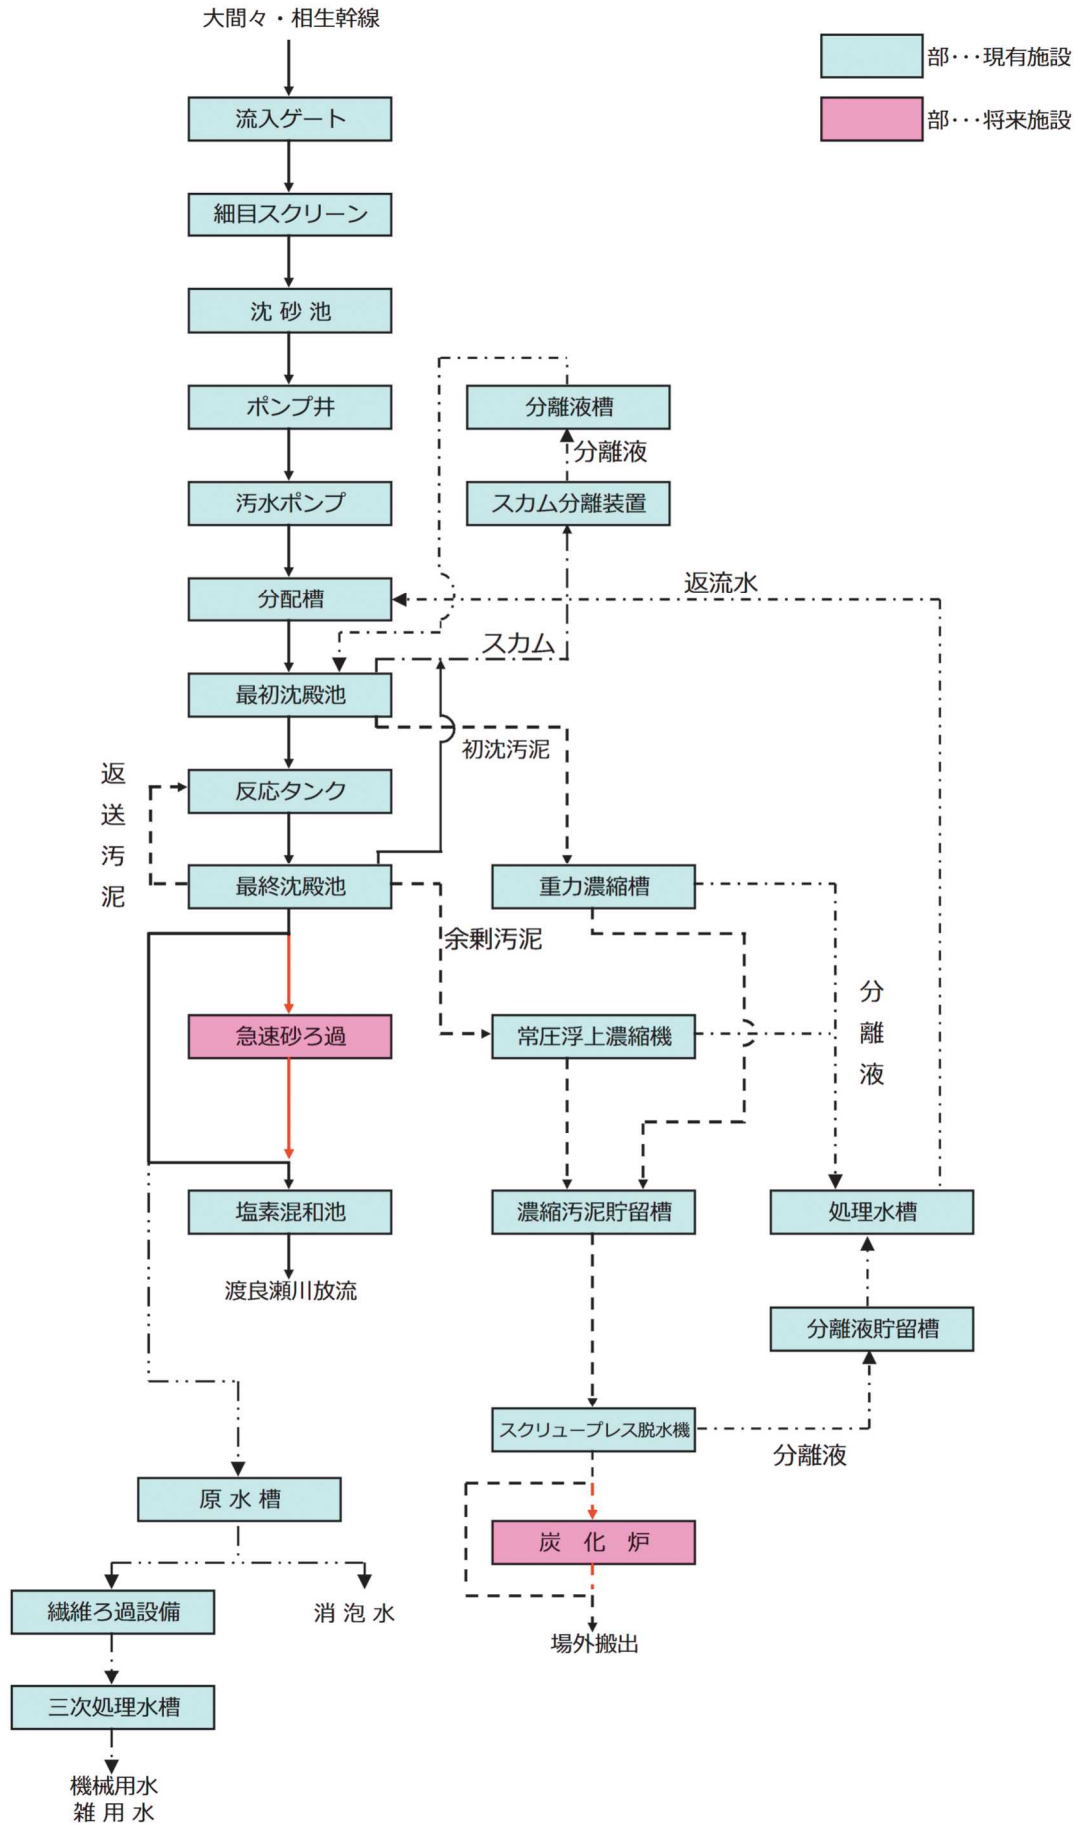 大間々・相生幹線
部･･･現有施設
部･･･将来施設
流入ゲート
細目スクリーン
沈 砂 池
ポンプ井
分離液槽
分離液
汚水ポンプ
スカム分離装置
分配槽
返流水
スカム
最初沈殿池
初沈汚泥
返送汚泥
反応タンク
最終沈殿池
重力濃縮槽
余剰汚泥
分離液
急速砂ろ過
常圧浮上濃縮機
塩素混和池
濃縮汚泥貯留槽
処理水槽
渡良瀬川放流
分離液貯留槽
スクリュープレス脱水機
分離液
原 水 槽
炭 化 炉
繊維ろ過設備
消 泡 水
場外搬出
三次処理水槽
機械用水
雑 用 水